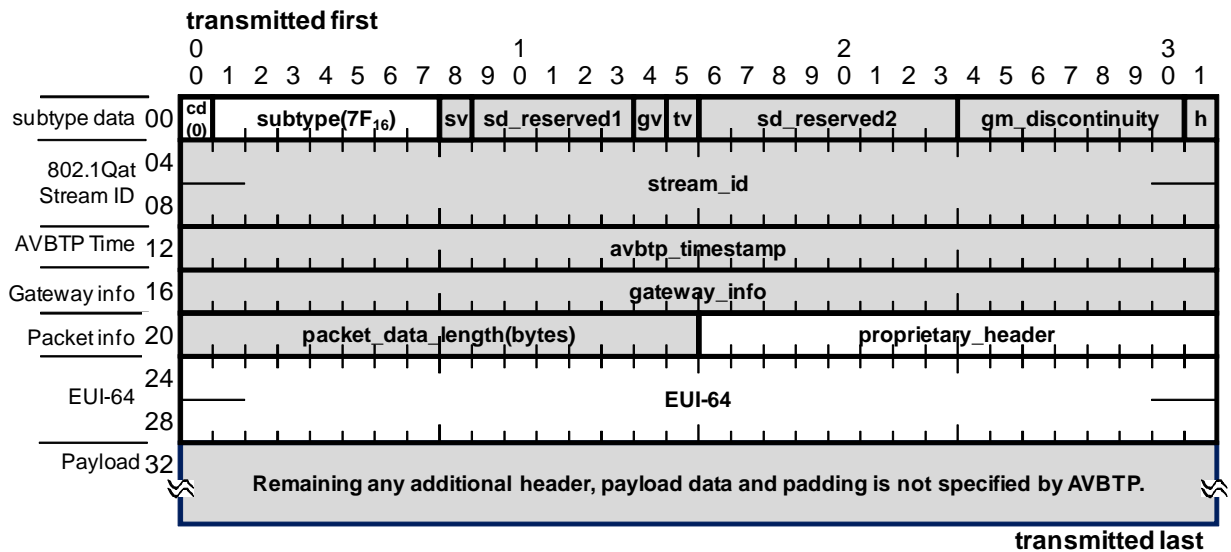 transmitted first
0 1 2 3
0 1 2 3 4 5 6 7 8 9 0 1 2 3 4 5 6 7 8 9 0 1 2 3 4 5 6 7 8 9 0 1
subtype data 00 cd (0) subtype(7F₁₆) sv sd_reserved1 gv tv sd_reserved2 gm_discontinuity h
802.1Qat Stream ID 04 08 stream_id
AVBTP Time 12 avbtp_timestamp
Gateway info 16 gateway_info
Packet info 20 packet_data_length(bytes) proprietary_header
EUI-64 24 28 EUI-64
Payload 32 Remaining any additional header, payload data and padding is not specified by AVBTP.
transmitted last